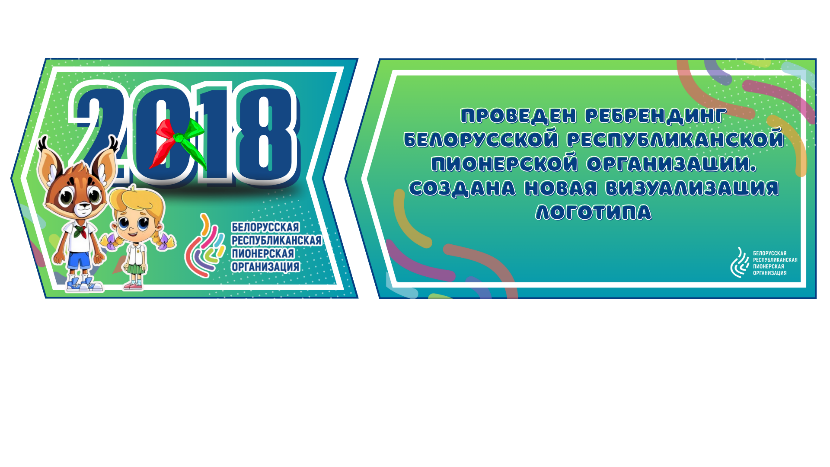 2018
БЕЛОРУССКАЯ
РЕСПУБЛИКАНСКАЯ
ПИОНЕРСКАЯ
ОРГАНИЗАЦИЯ
ПРОВЕДЕН РЕБРЕНДИНГ
БЕЛОРУССКОЙ РЕСПУБЛИКАНСКОЙ
ПИОНЕРСКОЙ ОРГАНИЗАЦИИ.
СОЗДАНА НОВАЯ ВИЗУАЛИЗАЦИЯ
ЛОГОТИПА
БЕЛОРУССКАЯ
РЕСПУБЛИКАНСКАЯ
ПИОНЕРСКАЯ
ОРГАНИЗАЦИЯ